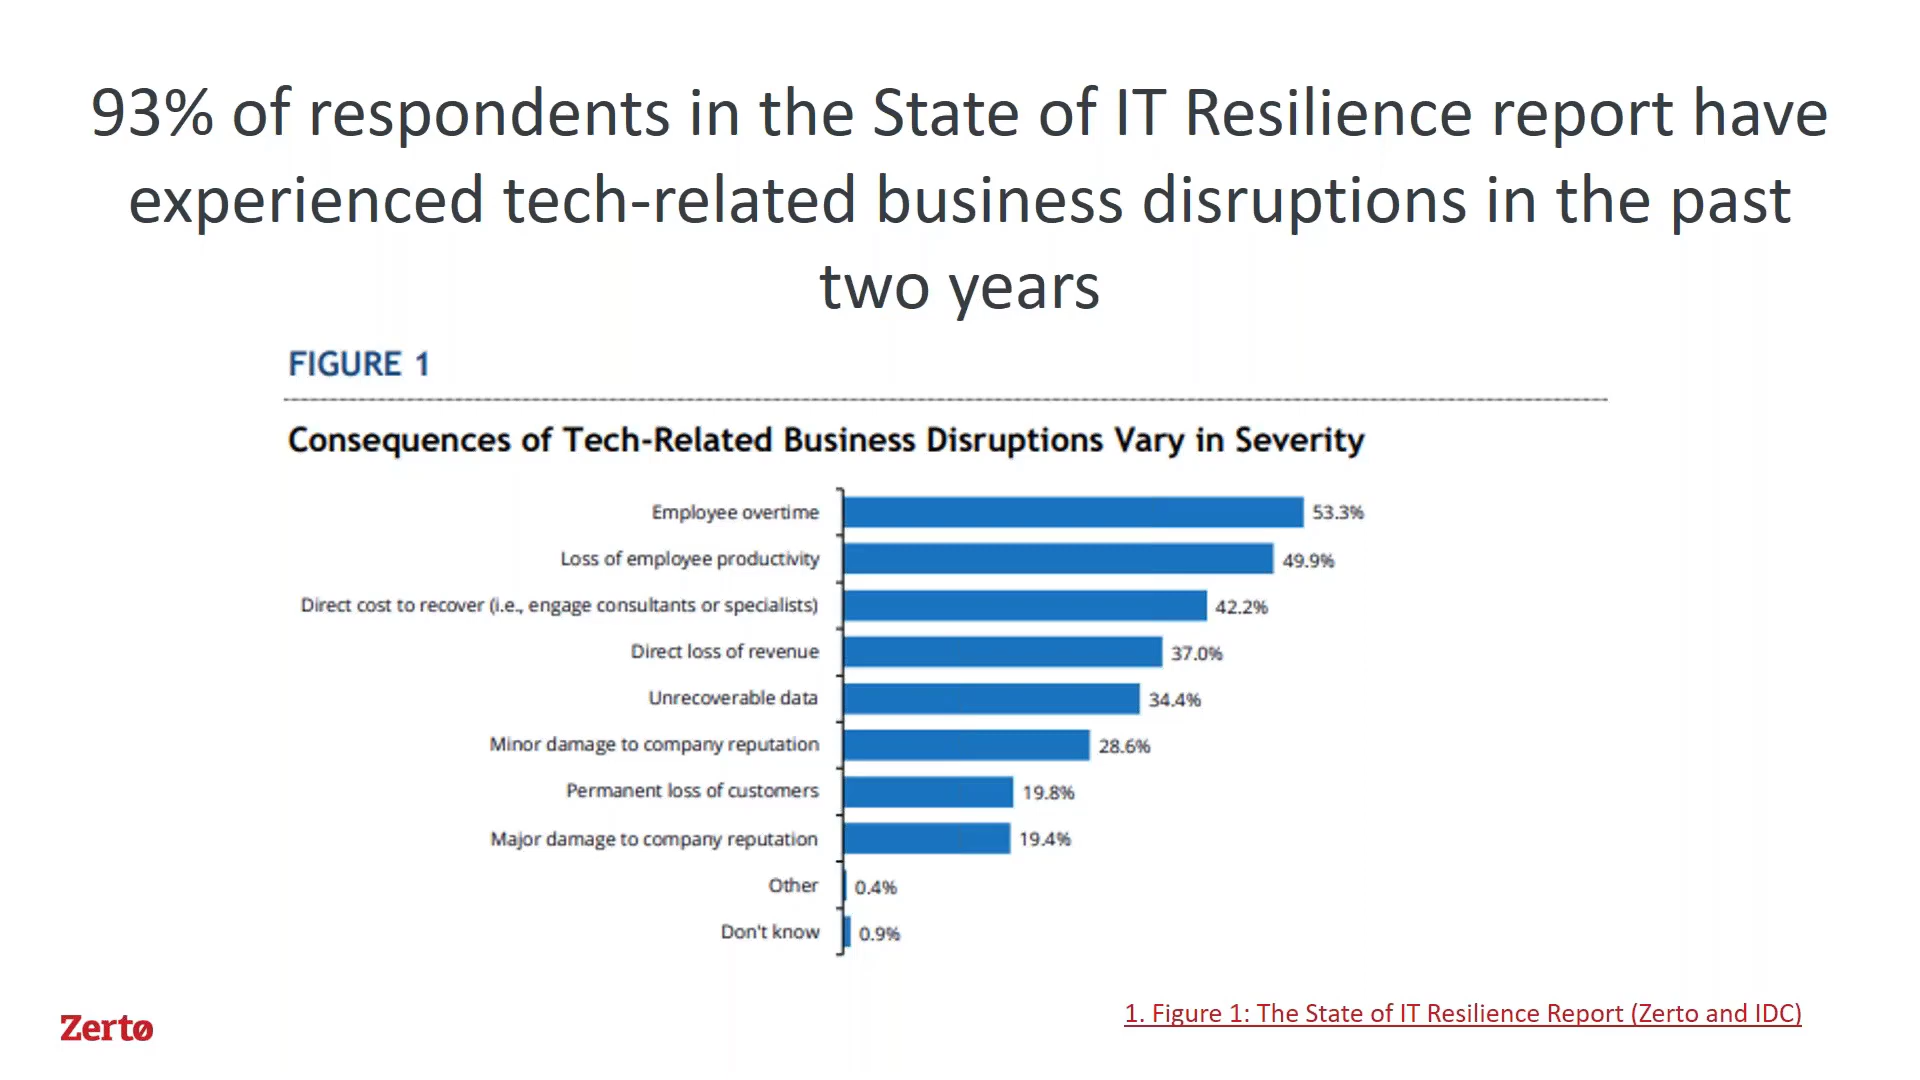 93% of respondents in the State of IT Resilience report have
experienced tech-related business disruptions in the past
two years
FIGURE 1
Consequences of Tech-Related Business Disruptions Vary in Severity
Employee overtime 53.3%
Loss of employee productivity 49.9%
Direct cost to recover (i.e., engage consultants or specialists) 42.2%
Direct loss of revenue 37.0%
Unrecoverable data 34.4%
Minor damage to company reputation 28.6%
Permanent loss of customers 19.8%
Major damage to company reputation 19.4%
Other 0.4%
Don't know 0.9%
Zerto
1. Figure 1: The State of IT Resilience Report (Zerto and IDC)